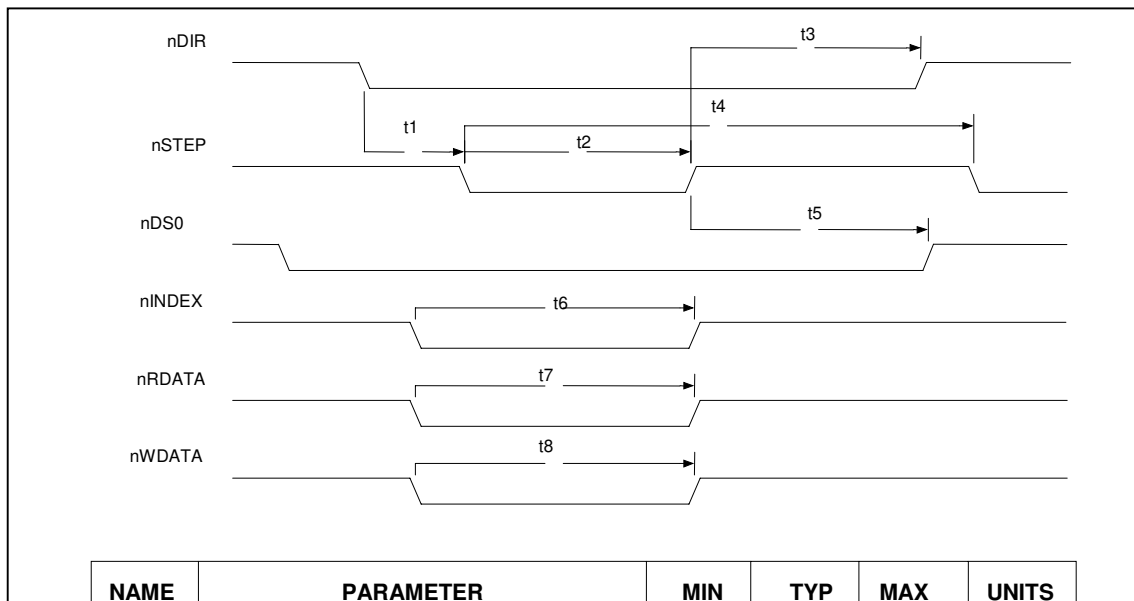 nDIR
t3
t4
t1
nSTEP
t2
nDS0
t5
nINDEX
t6
nRDATA
t7
nWDATA
t8
NAME PARAMETER MIN TYP MAX UNITS